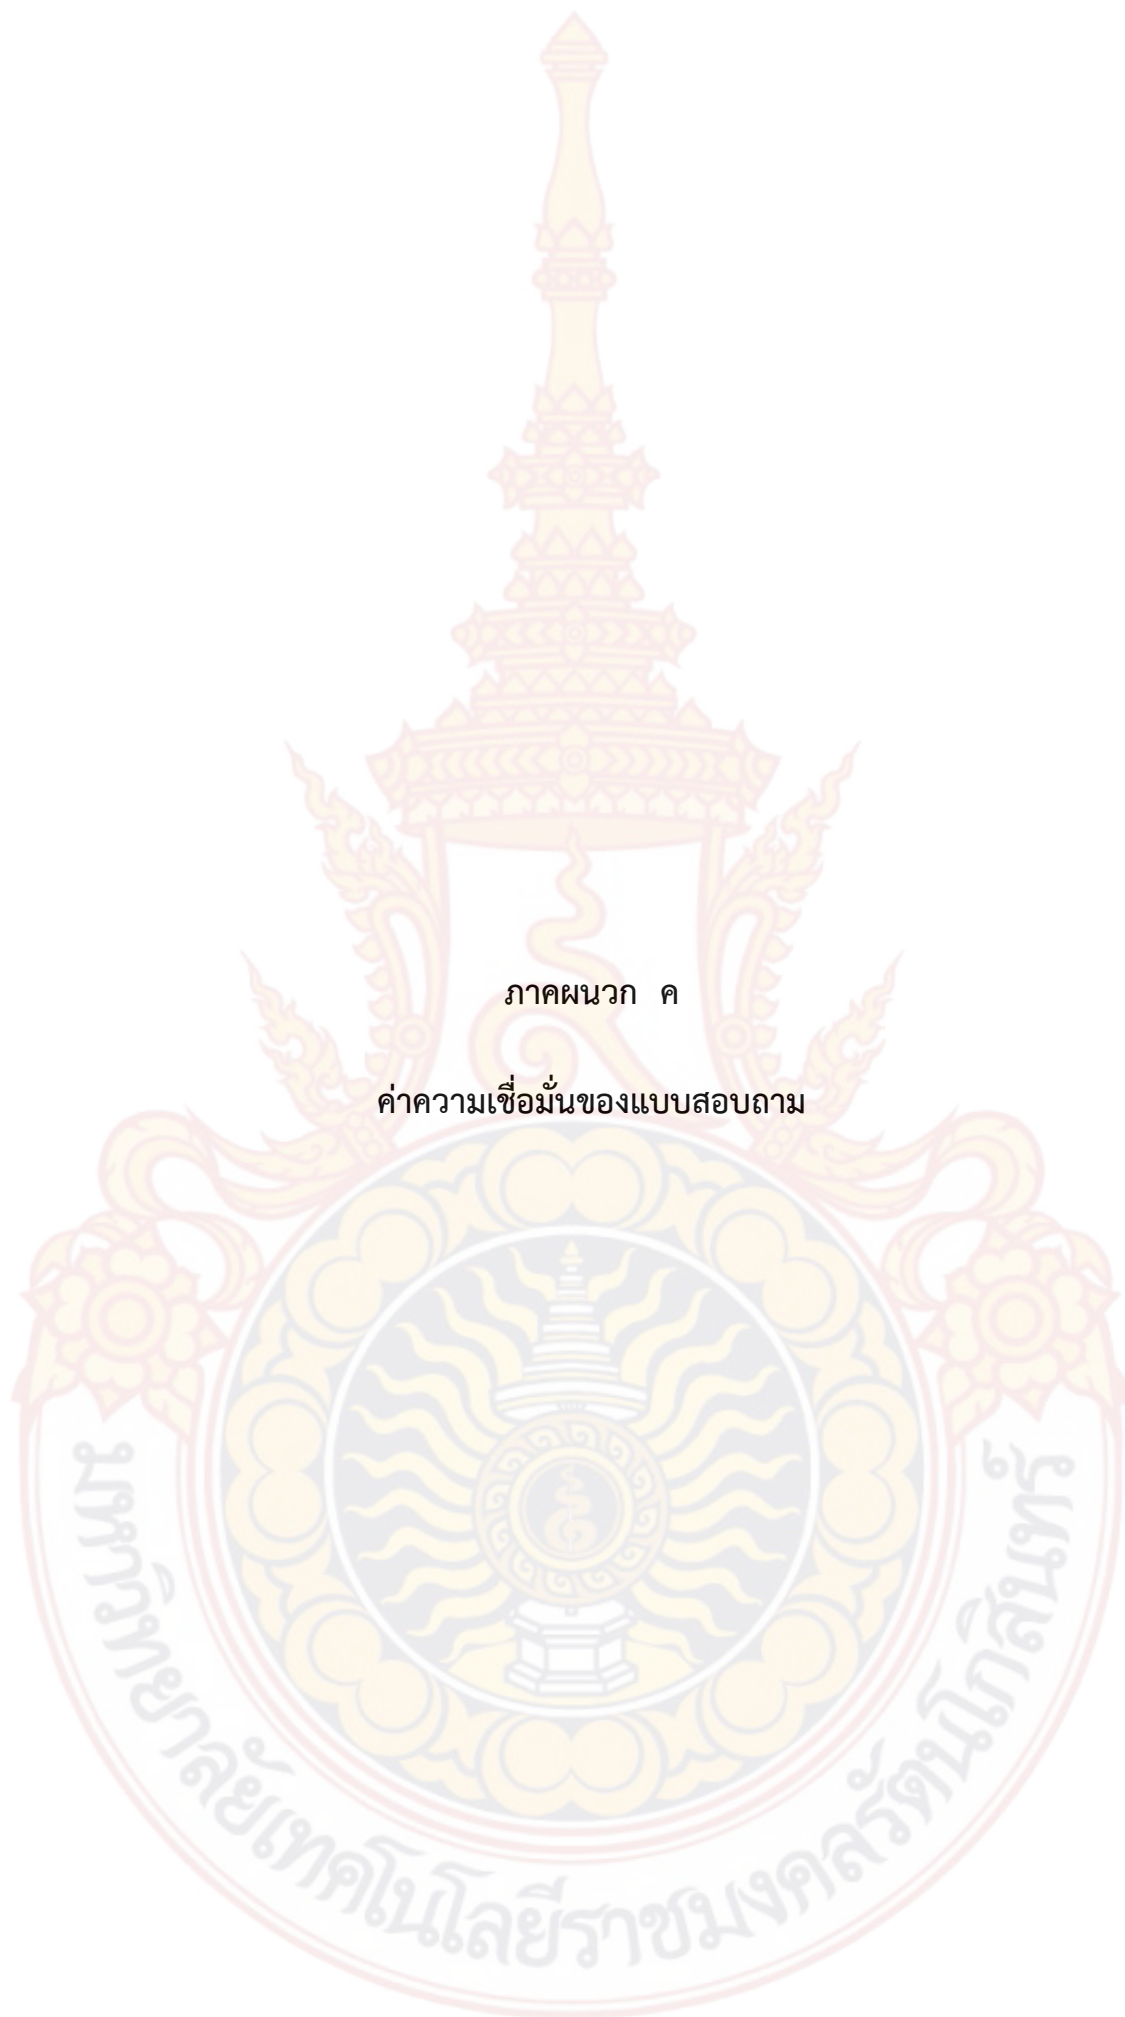 ภาคผนวก ค
ค่าความเชื่อมั่นของแบบสอบถาม
มหาวิทยาลัยเทคโนโลยีราชมงคลรัตนโกสินทร์